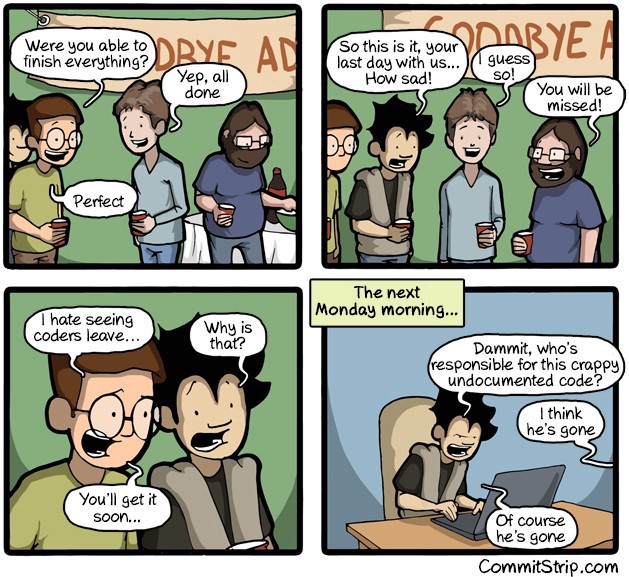 DBYE AD
Were you able to
finish everything?
Yep, all
done
Perfect
GOODBYE A
So this is it, your
last day with us...
How sad!
I guess
so!
You will be
missed!
I hate seeing
coders leave...
Why is
that?
You'll get it
soon...
The next
Monday morning...
Dammit, who's
responsible for this crappy
undocumented code?
I think
he's gone
Of course
he's gone
CommitStrip.com